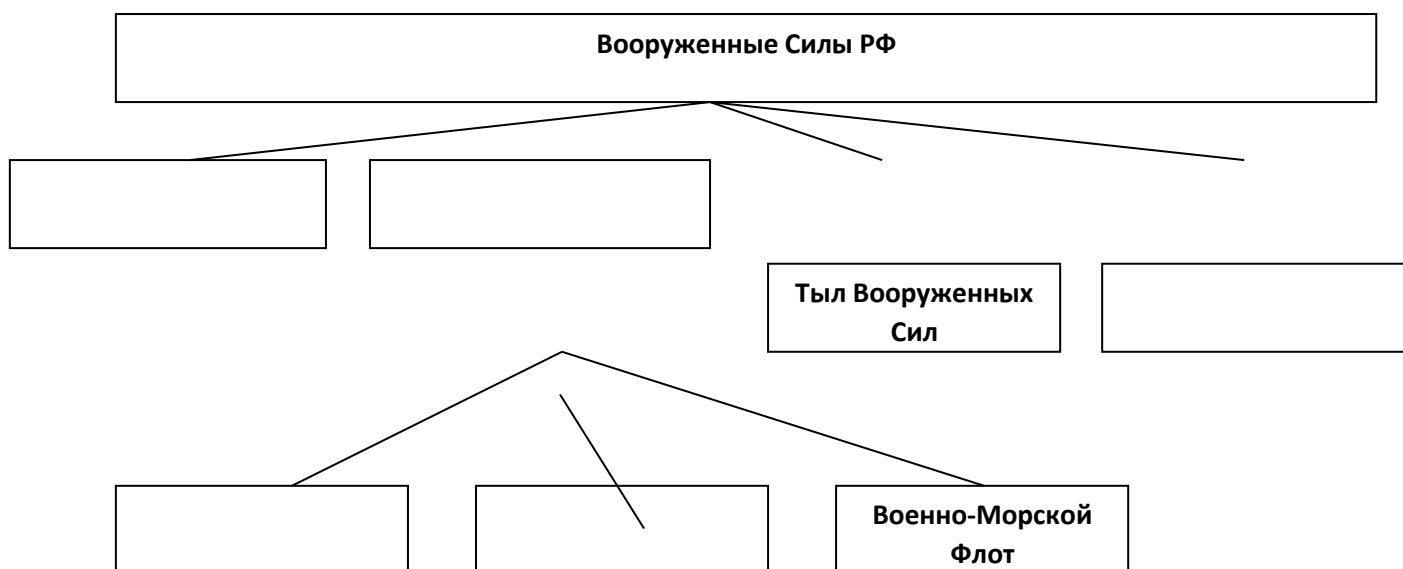 Вооруженные Силы РФ
Тыл Вооруженных
Сил
Военно-Морской
Флот